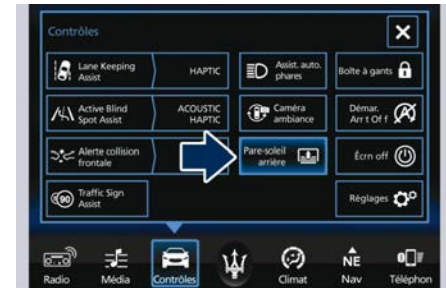 Contrôles
Lane Keeping
Assist
HAPTIC
Assist. auto.
phares
Boîte à gants
Active Blind
Spot Assist
ACOUSTIC
HAPTIC
Caméra
ambiance
Démar.
Arr t Of f
Alerte collision
frontale
Pare-soleil
arrière
Écrn off
90
Traffic Sign
Assist
Réglages
Radio
Média
Contrôles
Climat
NE
Nav
0
Téléphon